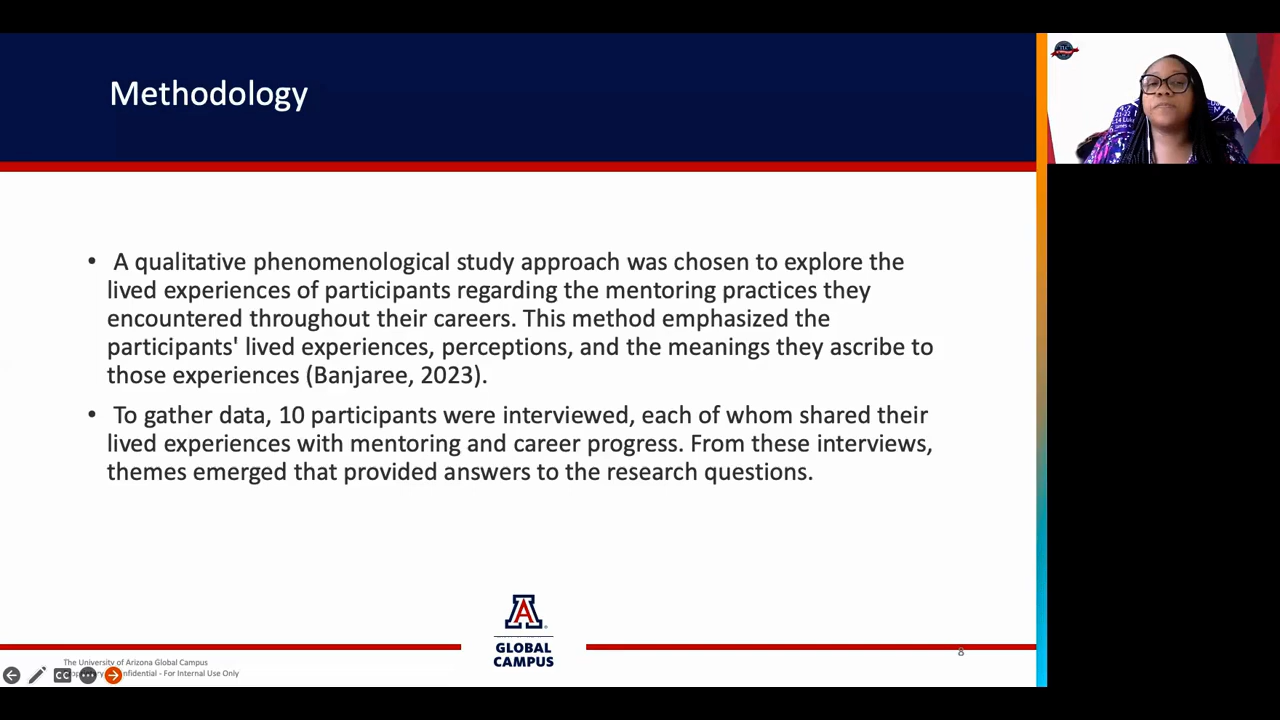 Methodology
• A qualitative phenomenological study approach was chosen to explore the
lived experiences of participants regarding the mentoring practices they
encountered throughout their careers. This method emphasized the
participants' lived experiences, perceptions, and the meanings they ascribe to
those experiences (Banjaree, 2023).
• To gather data, 10 participants were interviewed, each of whom shared their
lived experiences with mentoring and career progress. From these interviews,
themes emerged that provided answers to the research questions.
A
GLOBAL
CAMPUS
8
The University of Arizona Global Campus
- For Internal Use Only
CC